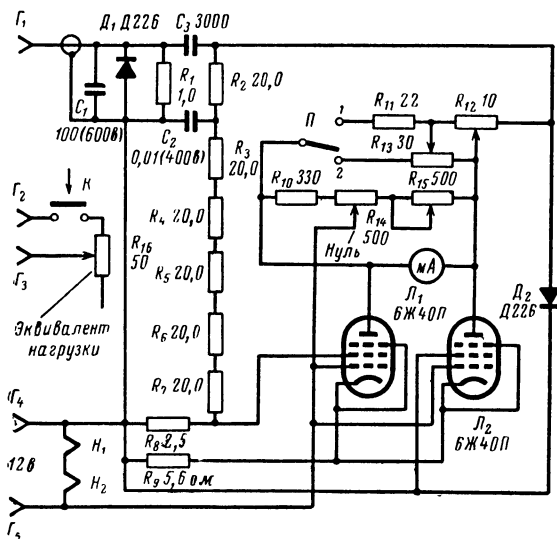 Г₁
Д₁ Д226
C₃ 3000
R₁
1,0
R₂ 20,0
C₁
100(600в)
C₂
0,01(400в)
R₃
20,0
П
1
2
R₁₁ 22
R₁₂ 10
R₁₃ 30
R₁₀ 330
R₁₅ 500
R₁₄
500
Нуль
К
Г₂
Г₃
R₁₆
50
Эквивалент
нагрузки
R₄ 20,0
R₅ 20,0
R₆ 20,0
R₇ 20,0
мА
Л₁
6Ж40П
Д₂
Д226
Л₂
6Ж40П
Г₄
R₈ 2,5
R₉ 5,6 ом
12в
Н₁
Н₂
Г₅